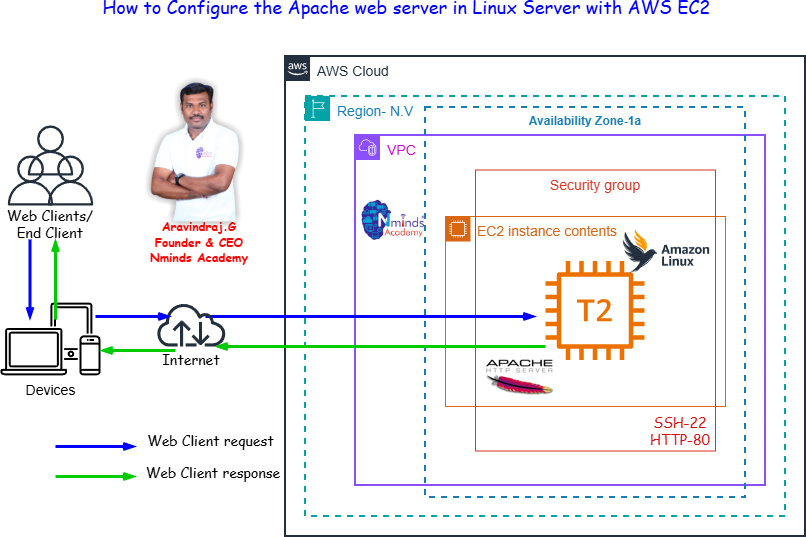 How to Configure the Apache web server in Linux Server with AWS EC2
aws
AWS Cloud
Region- N.V
Availability Zone-1a
VPC
Security group
Web Clients/
End Client
Nminds
Academy
Aravindraj.G
Founder & CEO
Nminds Academy
EC2 instance contents
Amazon
Linux
T2
Internet
APACHE
HTTP SERVER
Devices
SSH-22
HTTP-80
Web Client request
Web Client response